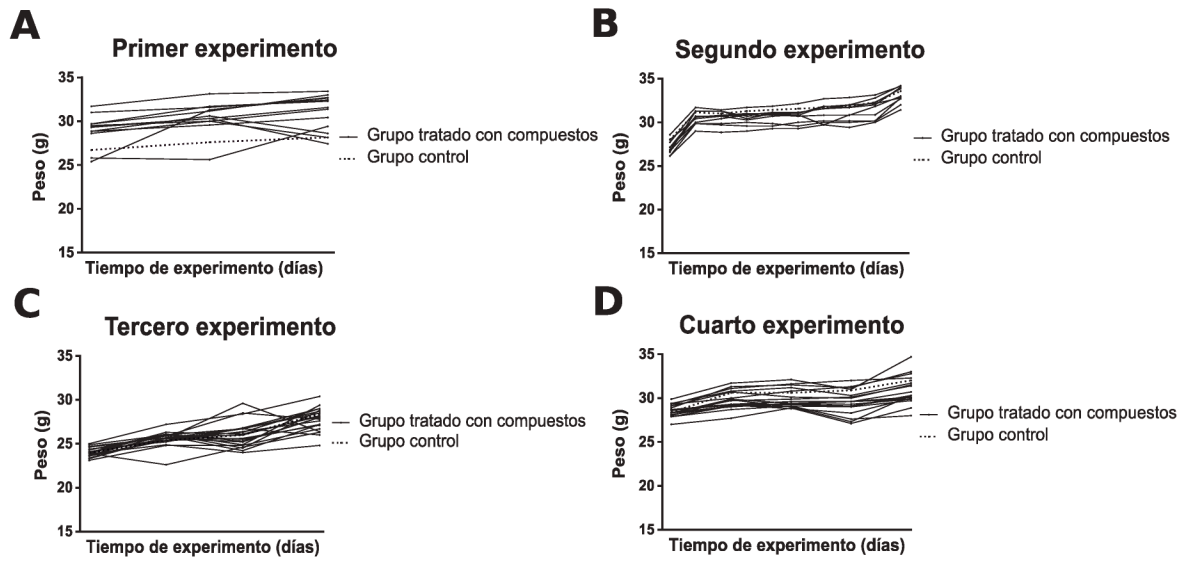 A
Primer experimento
35
30
25
20
15
Peso (g)
Tiempo de experimento (días)
Grupo tratado con compuestos
Grupo control
B
Segundo experimento
35
30
25
20
15
Peso (g)
Tiempo de experimento (días)
Grupo tratado con compuestos
Grupo control
C
Tercero experimento
35
30
25
20
15
Peso (g)
Tiempo de experimento (días)
Grupo tratado con compuestos
Grupo control
D
Cuarto experimento
35
30
25
20
15
Peso (g)
Tiempo de experimento (días)
Grupo tratado con compuestos
Grupo control